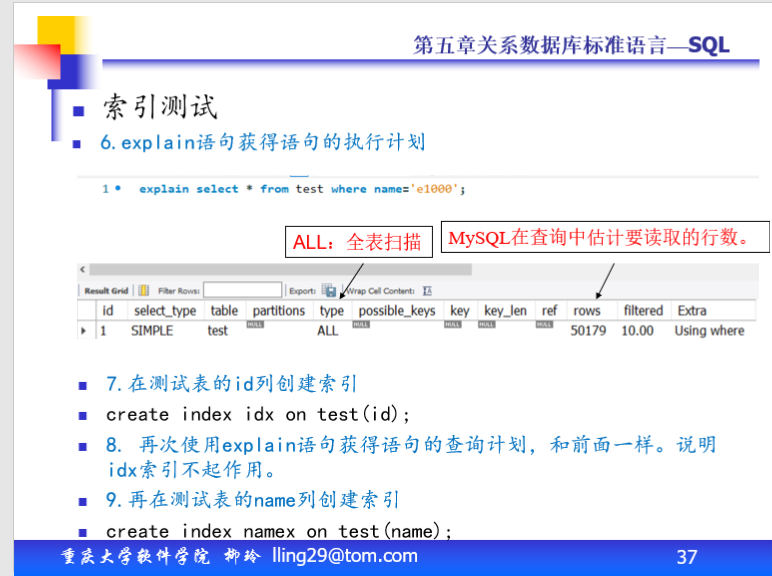 第五章关系数据库标准语言—SQL
索引测试
6.explain语句获得语句的执行计划
1 explain select * from test where name='e1000';
ALL：全表扫描
MySQL在查询中估计要读取的行数。
Result Grid Filter Rows: Export: Wrap Cell Content:
id select_type table partitions type possible_keys key key_len ref rows filtered Extra
1 SIMPLE test NULL ALL NULL NULL NULL NULL 50179 10.00 Using where
7.在测试表的id列创建索引
create index idx on test(id);
8. 再次使用explain语句获得语句的查询计划，和前面一样。说明
idx索引不起作用。
9.再在测试表的name列创建索引
create index namex on test(name);
重庆大学软件学院 柳玲 lling29@tom.com
37